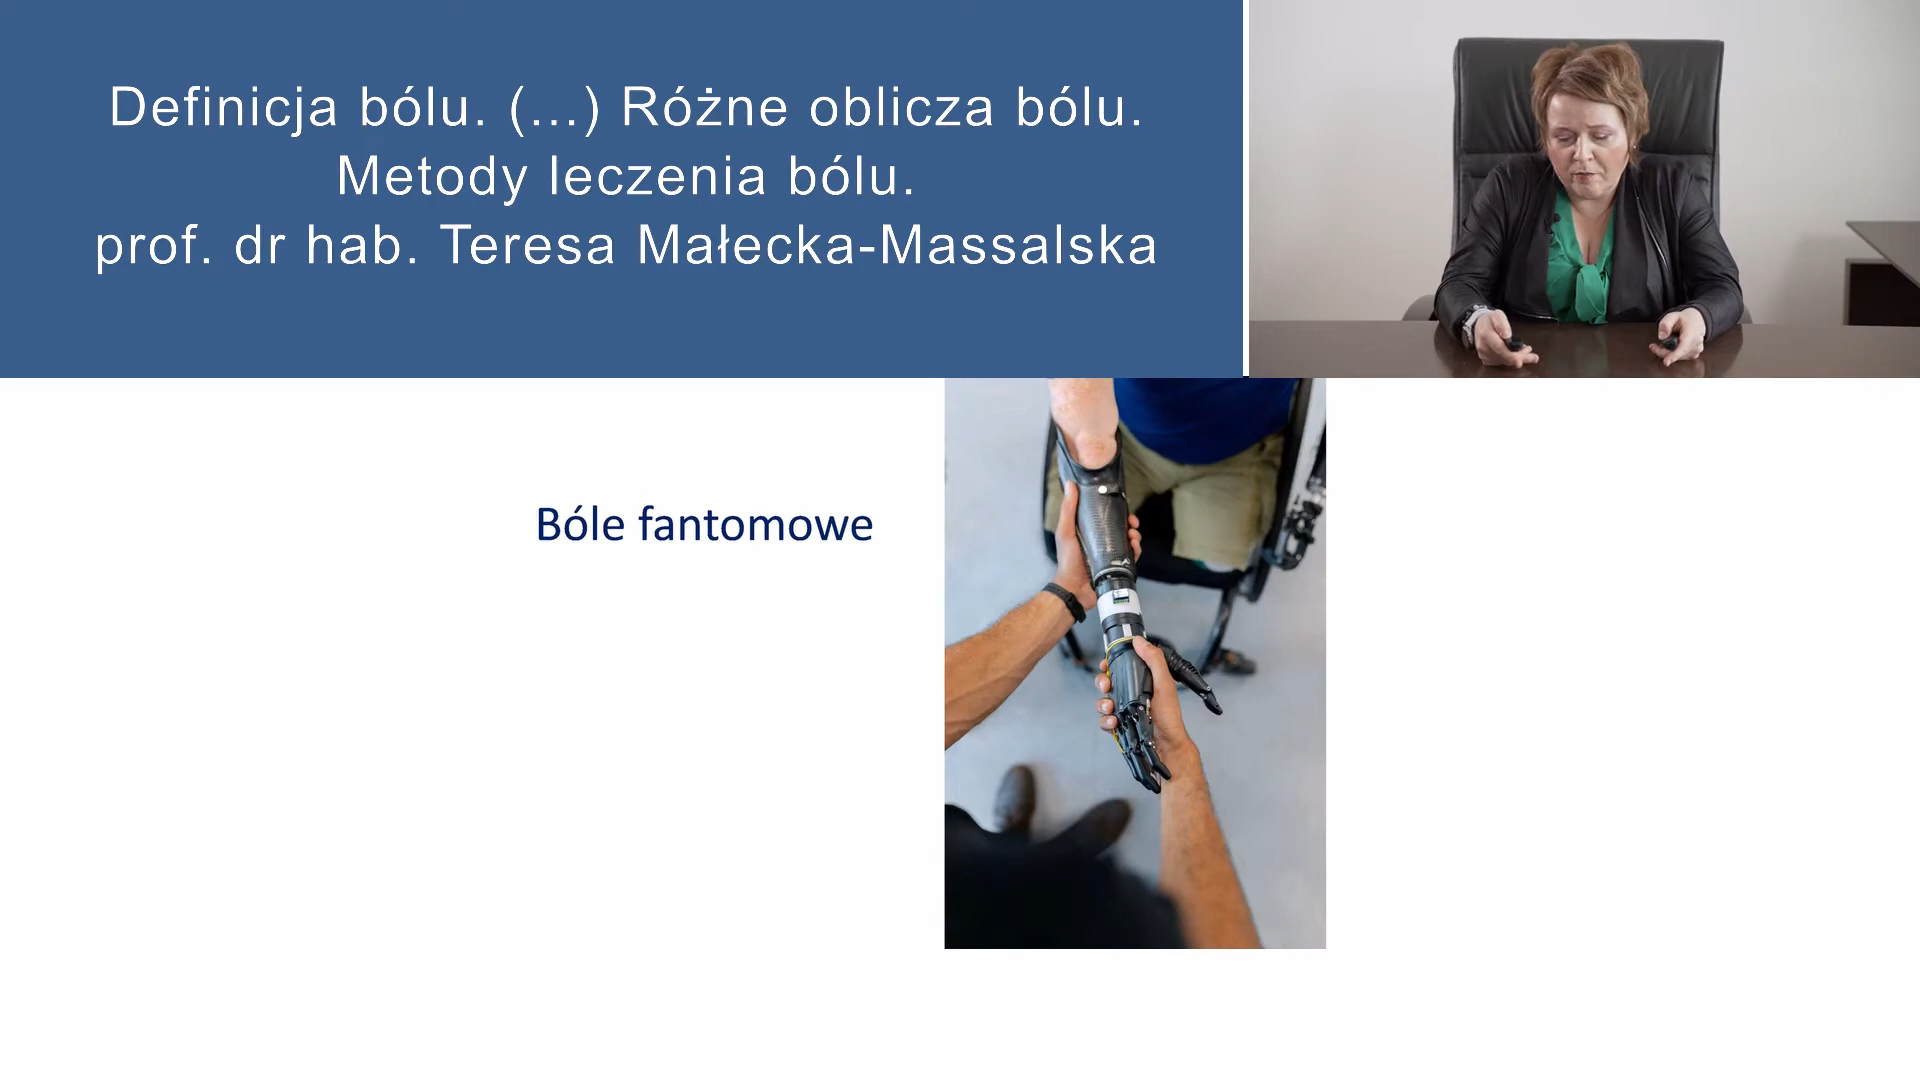 Definicja bólu. (...) Różne oblicza bólu.
Metody leczenia bólu.
prof. dr hab. Teresa Małecka-Massalska
Bóle fantomowe